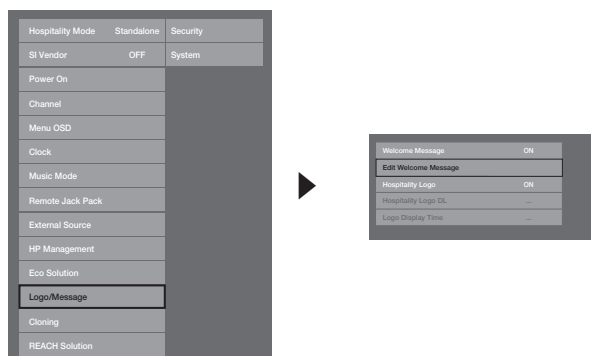 Hospitality Mode Standalone Security
SI Vendor OFF System
Power On
Channel
Menu OSD
Clock
Music Mode
Remote Jack Pack
External Source
HP Management
Eco Solution
Logo/Message
Cloning
REACH Solution
Welcome Message ON
Edit Welcome Message
Hospitality Logo ON
Hospitality Logo DL ...
Logo Display Time ...